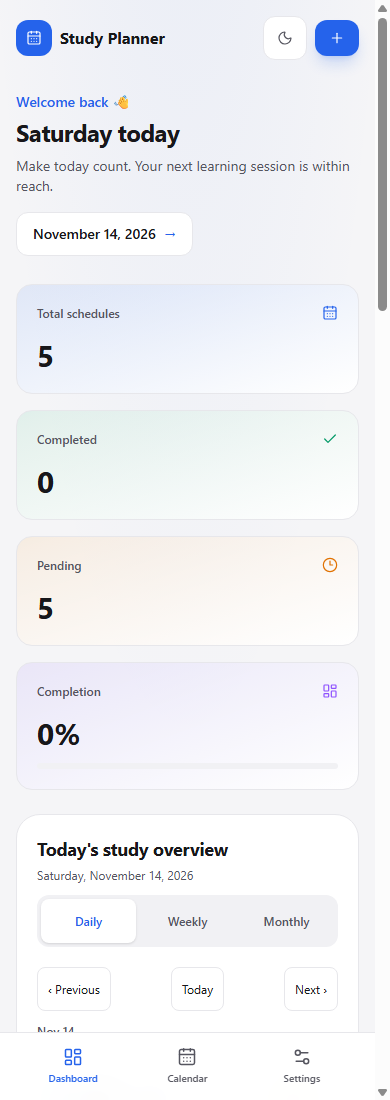 Study Planner
Welcome back 👋
Saturday today
Make today count. Your next learning session is within
reach.
November 14, 2026 →
Total schedules
5
Completed
0
Pending
5
Completion
0%
Today's study overview
Saturday, November 14, 2026
Daily Weekly Monthly
‹ Previous Today Next ›
Nov 14
Dashboard Calendar Settings